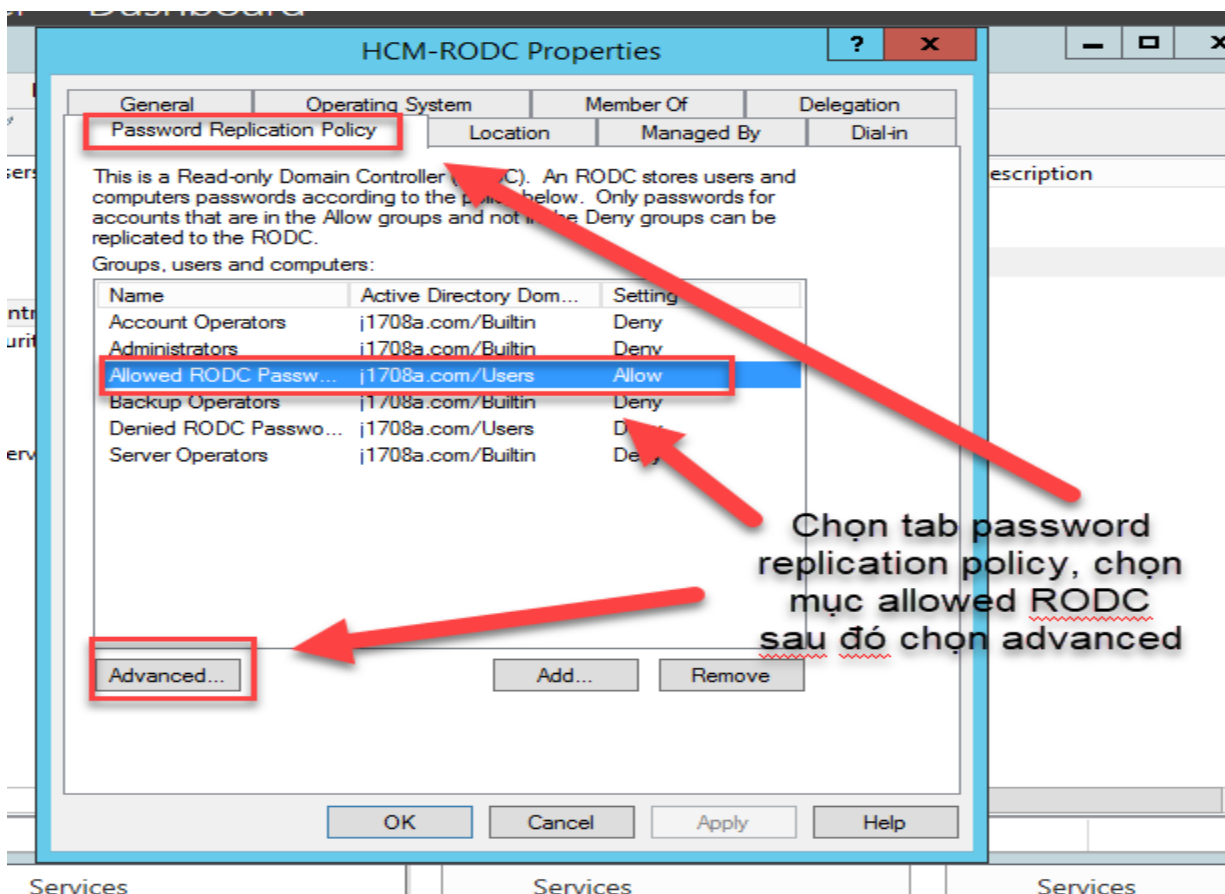 Dashboard
HCM-RODC Properties
?
x
General
Operating System
Member Of
Delegation
Password Replication Policy
Location
Managed By
Dial-in
This is a Read-only Domain Controller C). An RODC stores users and
computers passwords according to the below. Only passwords for
accounts that are in the Allow groups and not in the Deny groups can be
replicated to the RODC.
Groups, users and computers:
Name Active Directory Dom... Setting
Account Operators j1708a.com/Builtin Deny
Administrators j1708a.com/Builtin Deny
Allowed RODC Passw... j1708a.com/Users Allow
Backup Operators j1708a.com/Builtin Deny
Denied RODC Passwo... j1708a.com/Users
Server Operators j1708a.com/Builtin
escription
Chọn tab password
replication policy, chọn
mục allowed RODC
sau đó chọn advanced
Advanced...
Add...
Remove
OK
Cancel
Apply
Help
Services
Services
Services